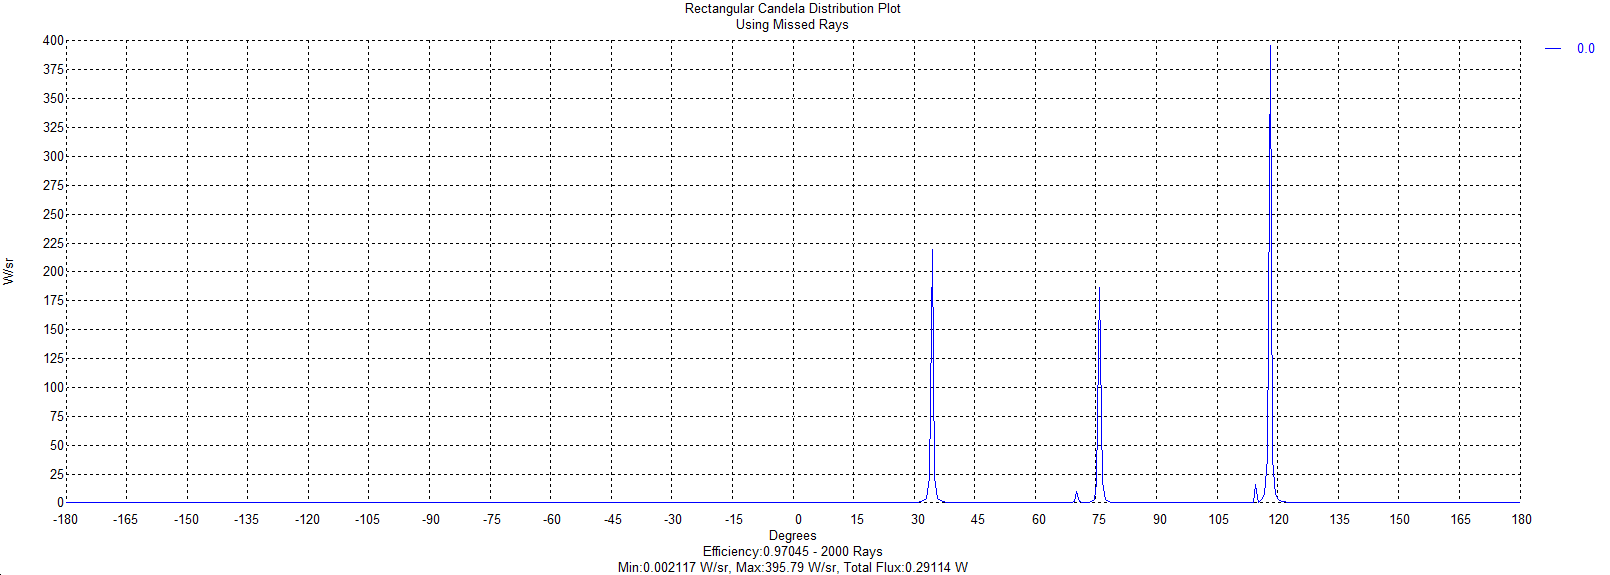 Rectangular Candela Distribution Plot
Using Missed Rays
0.0
400
375
350
325
300
275
250
225
200
175
150
125
100
75
50
25
0
W/sr
-180 -165 -150 -135 -120 -105 -90 -75 -60 -45 -30 -15 0 15 30 45 60 75 90 105 120 135 150 165 180
Degrees
Efficiency:0.97045 - 2000 Rays
Min:0.002117 W/sr, Max:395.79 W/sr, Total Flux:0.29114 W